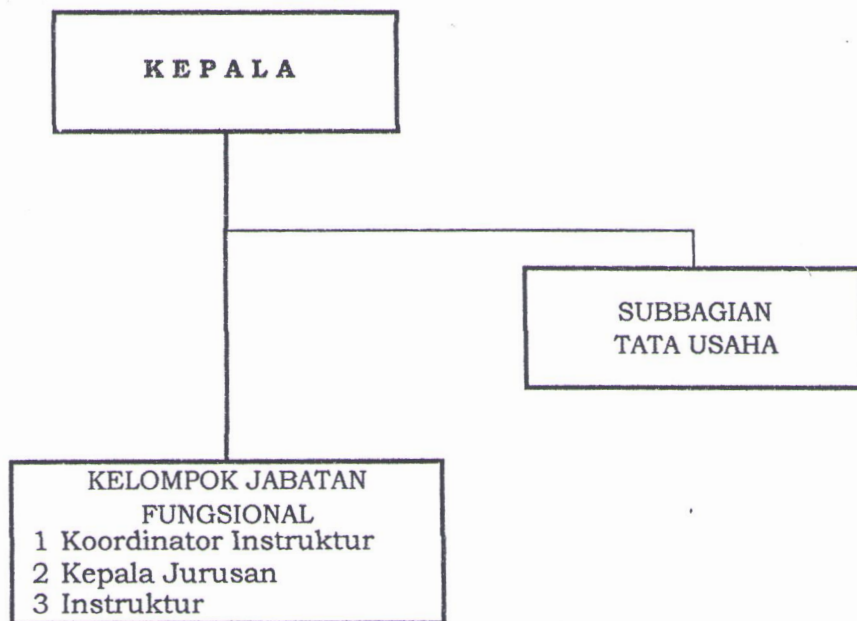 KEPALA
SUBBAGIAN
TATA USAHA
KELOMPOK JABATAN
FUNGSIONAL
1 Koordinator Instruktur
2 Kepala Jurusan
3 Instruktur